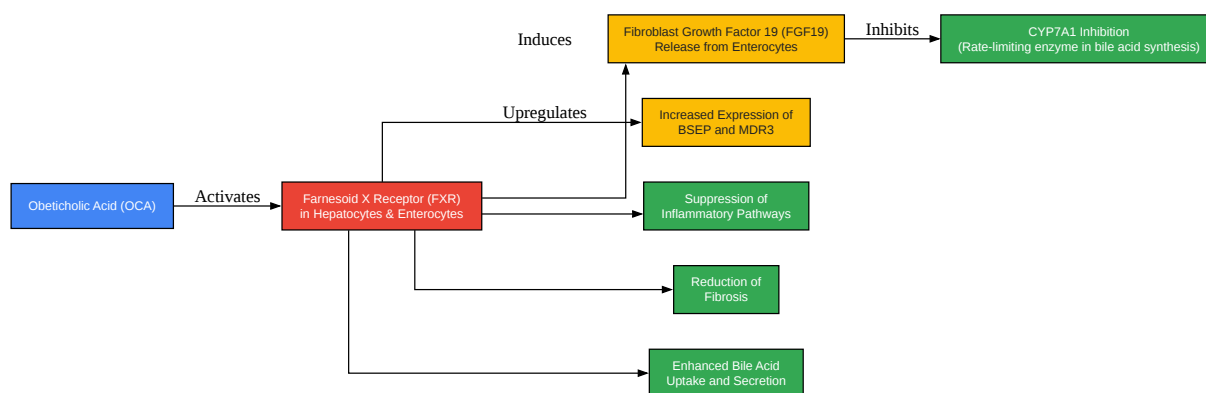 Induces
Fibroblast Growth Factor 19 (FGF19)
Release from Enterocytes
Inhibits
CYP7A1 Inhibition
(Rate-limiting enzyme in bile acid synthesis)
Upregulates
Increased Expression of
BSEP and MDR3
Obeticholic Acid (OCA)
Activates
Farnesoid X Receptor (FXR)
in Hepatocytes & Enterocytes
Suppression of
Inflammatory Pathways
Reduction of
Fibrosis
Enhanced Bile Acid
Uptake and Secretion